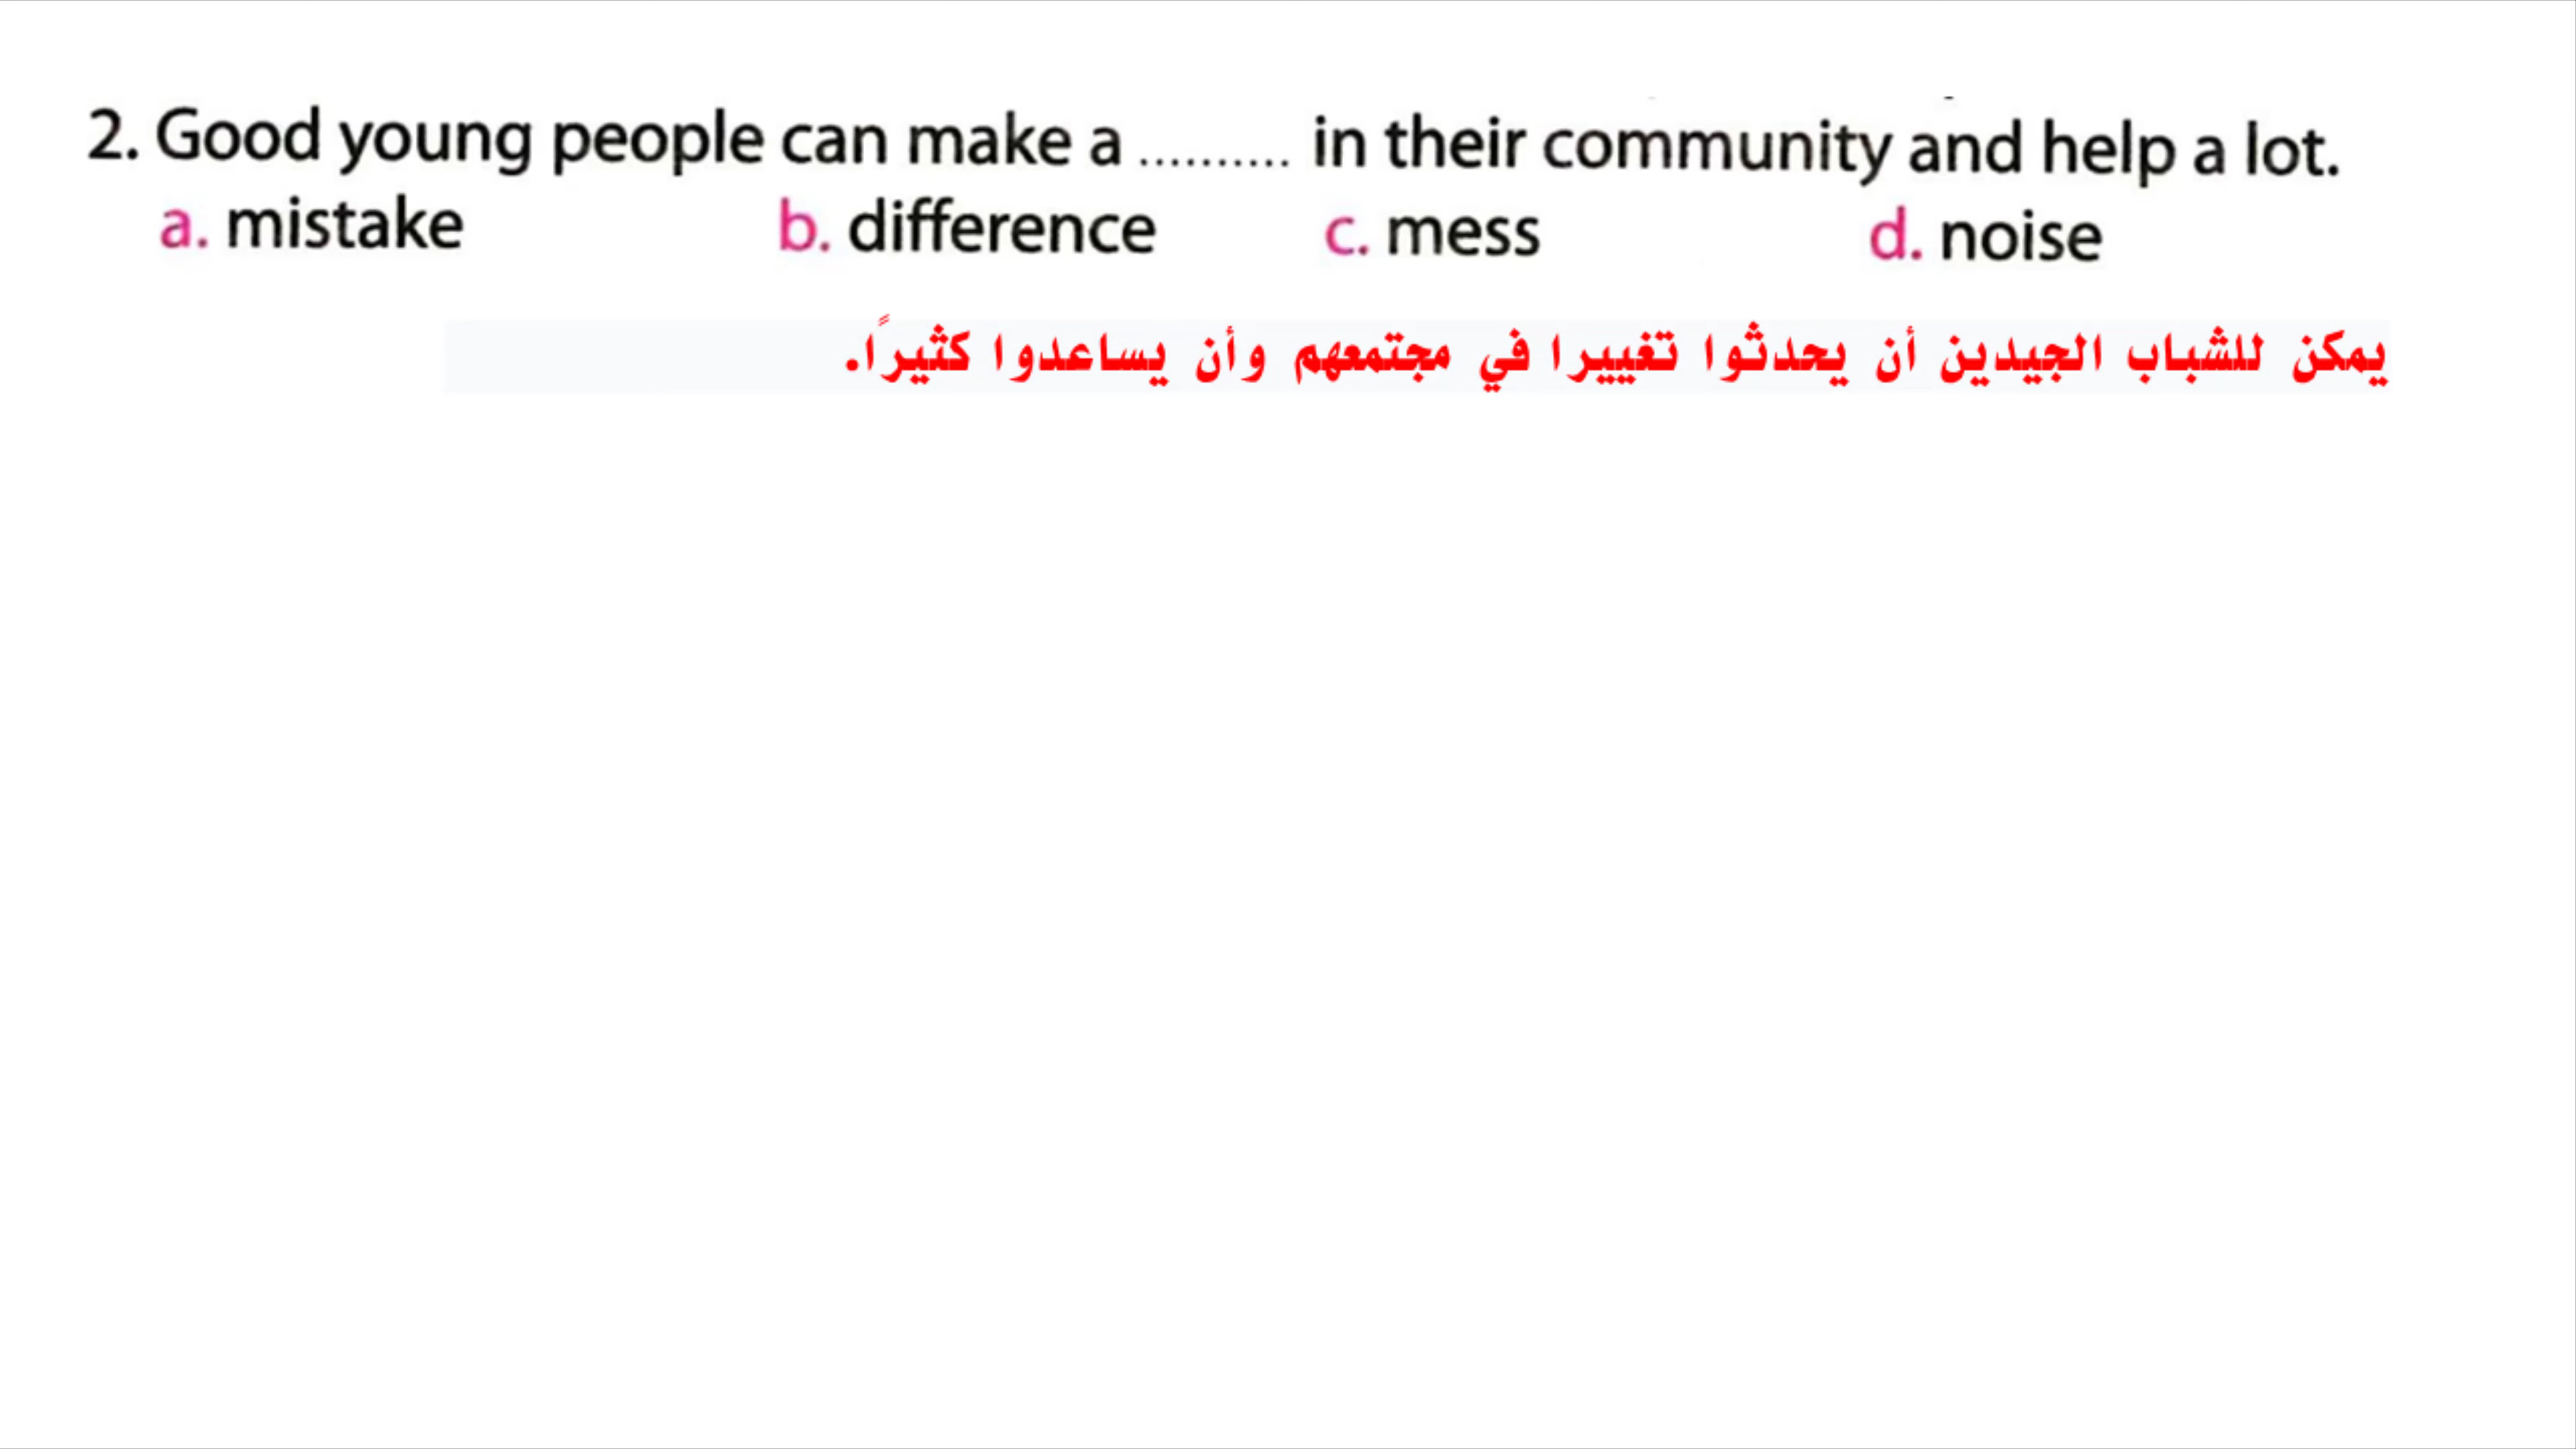 2. Good young people can make a .......... in their community and help a lot.
a. mistake b. difference c. mess d. noise
يمكن للشباب الجيدين أن يحدثوا تغييرا في مجتمعهم وأن يساعدوا كثيرًا.